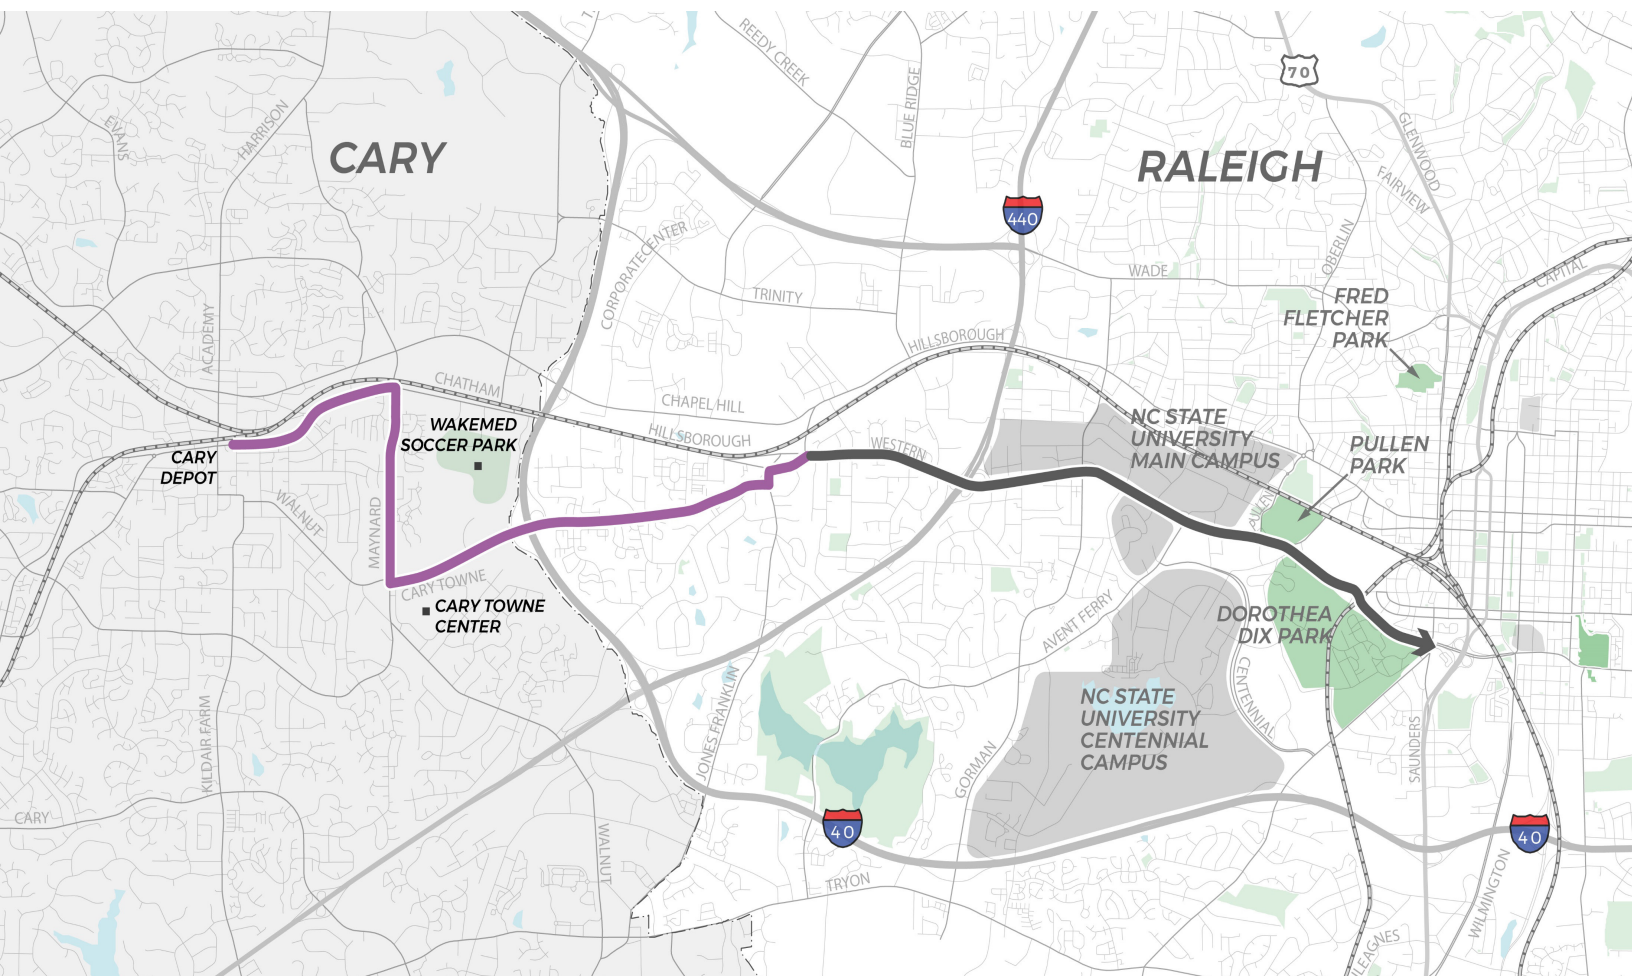 REEDY CREEK
BLUE RIDGE
70
EVANS
HARRISON
CARY
RALEIGH
GLENWOOD
FAIRVIEW
440
OBERLIN
CORPORATE CENTER
WADE
CAPITAL
TRINITY
FRED
FLETCHER
PARK
ACADEMY
HILLSBOROUGH
CHATHAM
CHAPEL HILL
WAKEMED
SOCCER PARK
HILLSBOROUGH
WESTERN
NC STATE
UNIVERSITY
MAIN CAMPUS
PULLEN
PARK
CARY
DEPOT
WALNUT
MAYNARD
PULLEN
CARY TOWNE
CARY TOWNE
CENTER
AVENT FERRY
DOROTHEA
DIX PARK
JONES FRANKLIN
CENTENNIAL
NC STATE
UNIVERSITY
CENTENNIAL
CAMPUS
KILDAIR FARM
GORMAN
SAUNDERS
CARY
40
40
WALNUT
TRYON
WILMINGTON